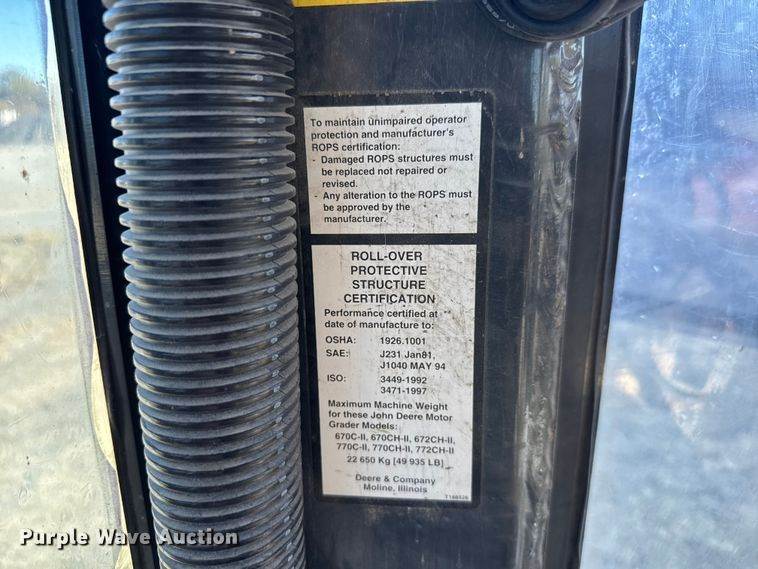 To maintain unimpaired operator
protection and manufacturer's
ROPS certification:
- Damaged ROPS structures must
be replaced not repaired or
revised.
- Any alteration to the ROPS must
be approved by the
manufacturer.
ROLL-OVER
PROTECTIVE
STRUCTURE
CERTIFICATION
Performance certified at
date of manufacture to:
OSHA: 1926.1001
SAE: J231 Jan81,
J1040 MAY 94
ISO: 3449-1992
3471-1997
Maximum Machine Weight
for these John Deere Motor
Grader Models:
670C-II, 670CH-II, 672CH-II,
770C-II, 770CH-II, 772CH-II
22 650 Kg [49 935 LB]
Deere & Company
Moline, Illinois
Purple Wave Auction